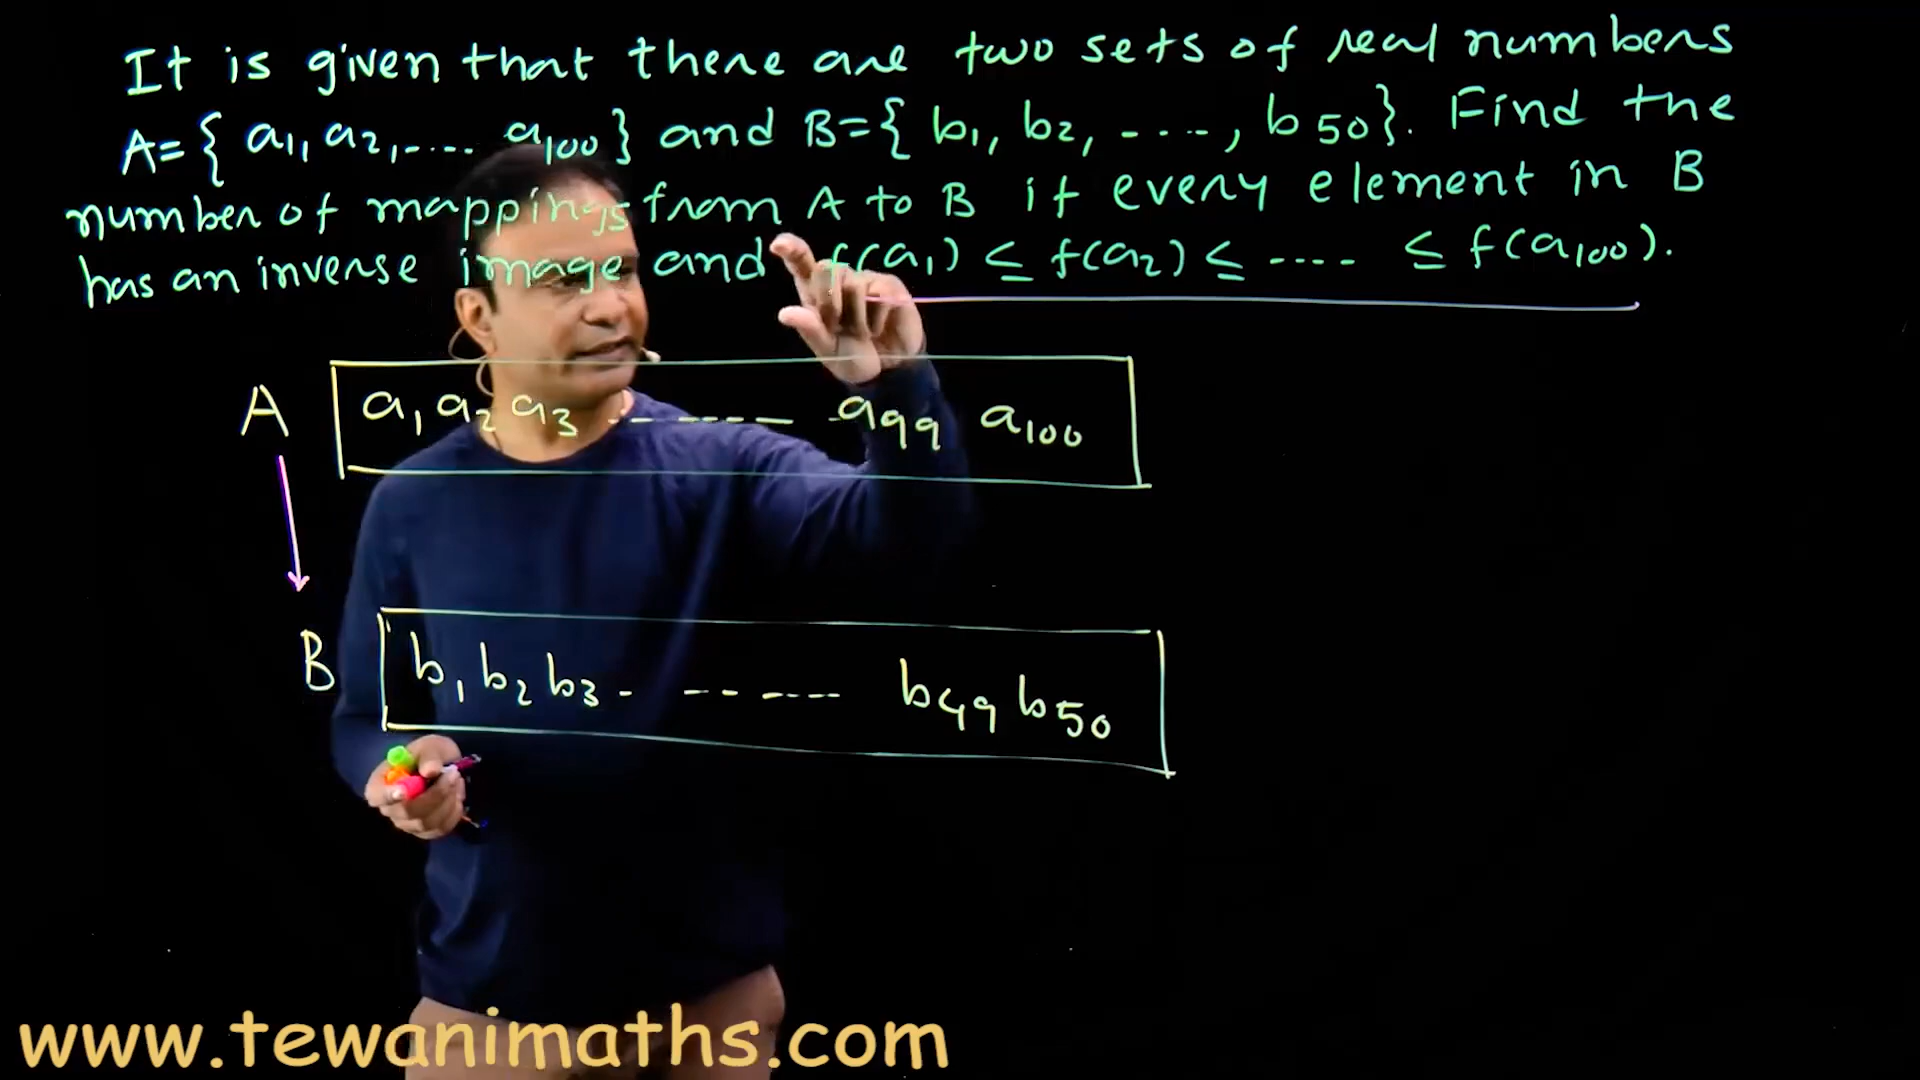 It is given that there are two sets of real numbers
A={ a1, a2, .... a100 } and B={ b1, b2, ....., b50}. Find the
number of mappings from A to B if every element in B
has an inverse image and f(a1) ≤ f(a2) ≤ .... ≤ f(a100).
A a1 a2 a3 ------ a99 a100
B b1 b2 b3 . ------ b49 b50
www.tewanimaths.com